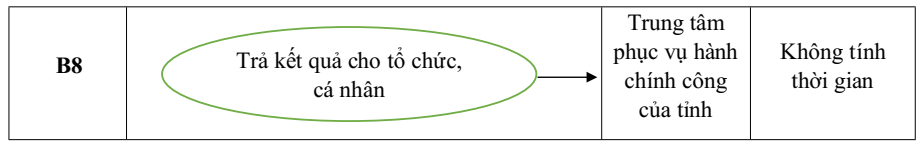 B8
Trả kết quả cho tổ chức,
cá nhân
Trung tâm
phục vụ hành
chính công
của tỉnh
Không tính
thời gian